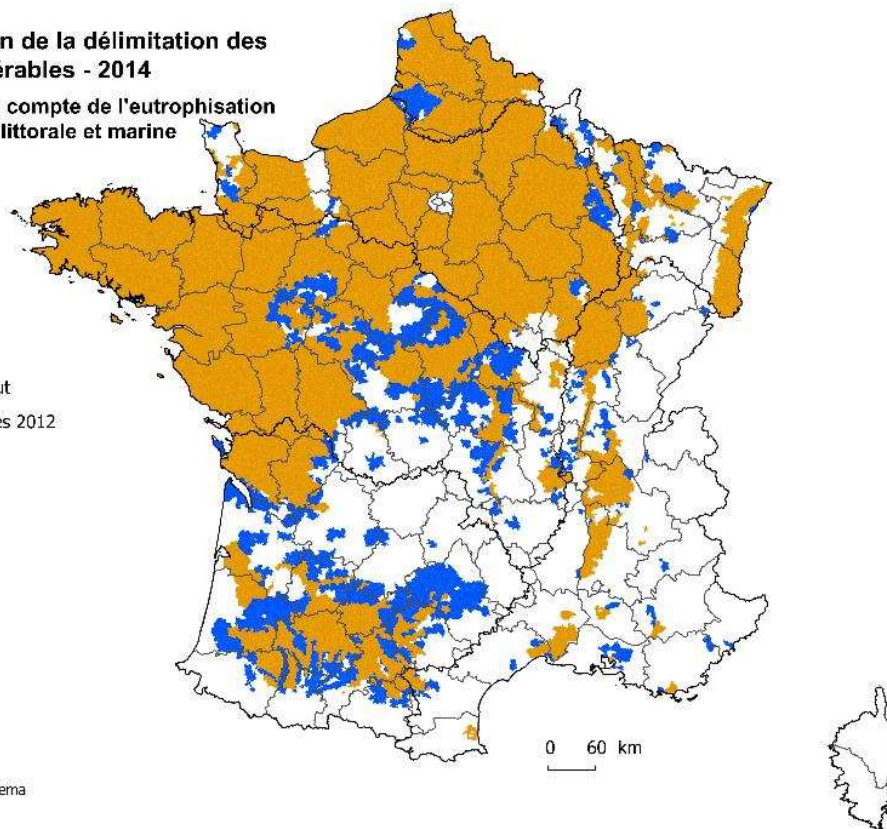 n de la délimitation des
érables - 2014
compte de l'eutrophisation
littorale et marine
ut
es 2012
0 60 km
ema